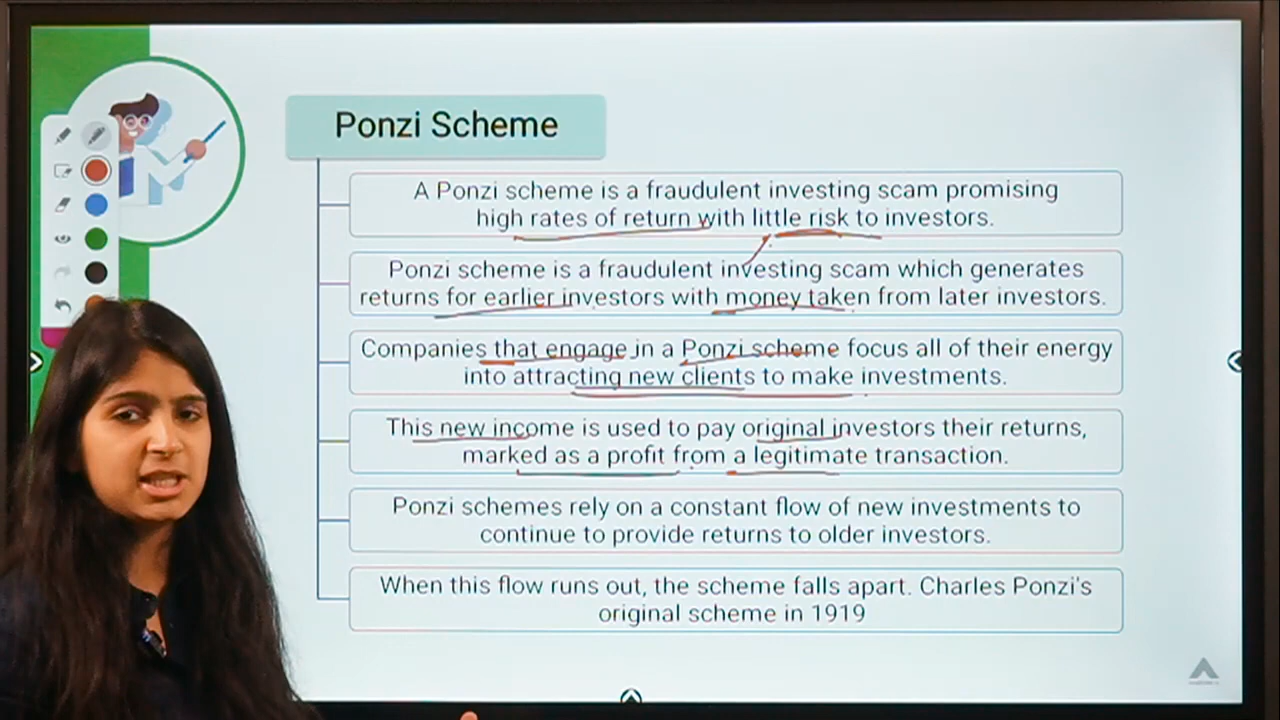 Ponzi Scheme
A Ponzi scheme is a fraudulent investing scam promising
high rates of return with little risk to investors.
Ponzi scheme is a fraudulent investing scam which generates
returns for earlier investors with money taken from later investors.
Companies that engage in a Ponzi scheme focus all of their energy
into attracting new clients to make investments.
This new income is used to pay original investors their returns,
marked as a profit from a legitimate transaction.
Ponzi schemes rely on a constant flow of new investments to
continue to provide returns to older investors.
When this flow runs out, the scheme falls apart. Charles Ponzi's
original scheme in 1919